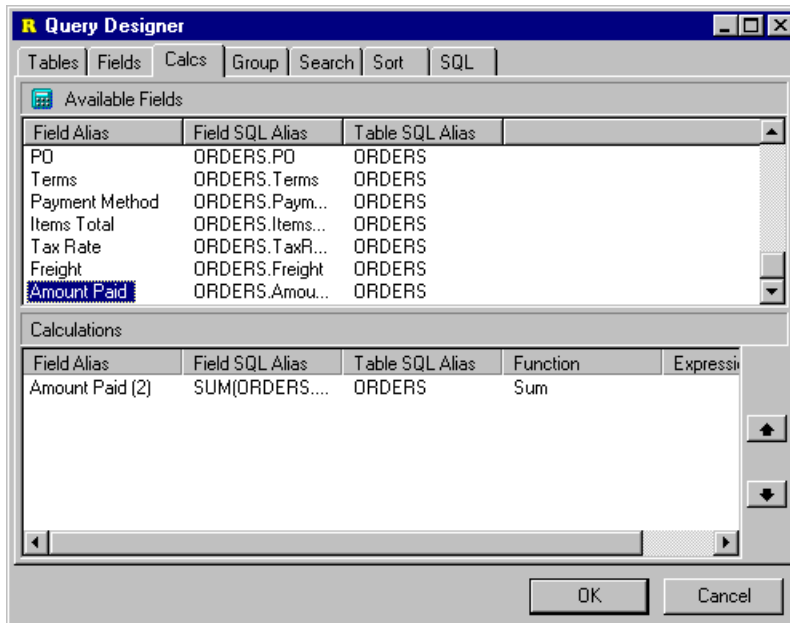 R Query Designer
Tables Fields Calcs Group Search Sort SQL
Available Fields
Field Alias Field SQL Alias Table SQL Alias
PO ORDERS.PO ORDERS
Terms ORDERS.Terms ORDERS
Payment Method ORDERS.Paym... ORDERS
Items Total ORDERS.Items... ORDERS
Tax Rate ORDERS.TaxR... ORDERS
Freight ORDERS.Freight ORDERS
Amount Paid ORDERS.Amou... ORDERS
Calculations
Field Alias Field SQL Alias Table SQL Alias Function Expressi
Amount Paid (2) SUM(ORDERS.... ORDERS Sum
OK Cancel